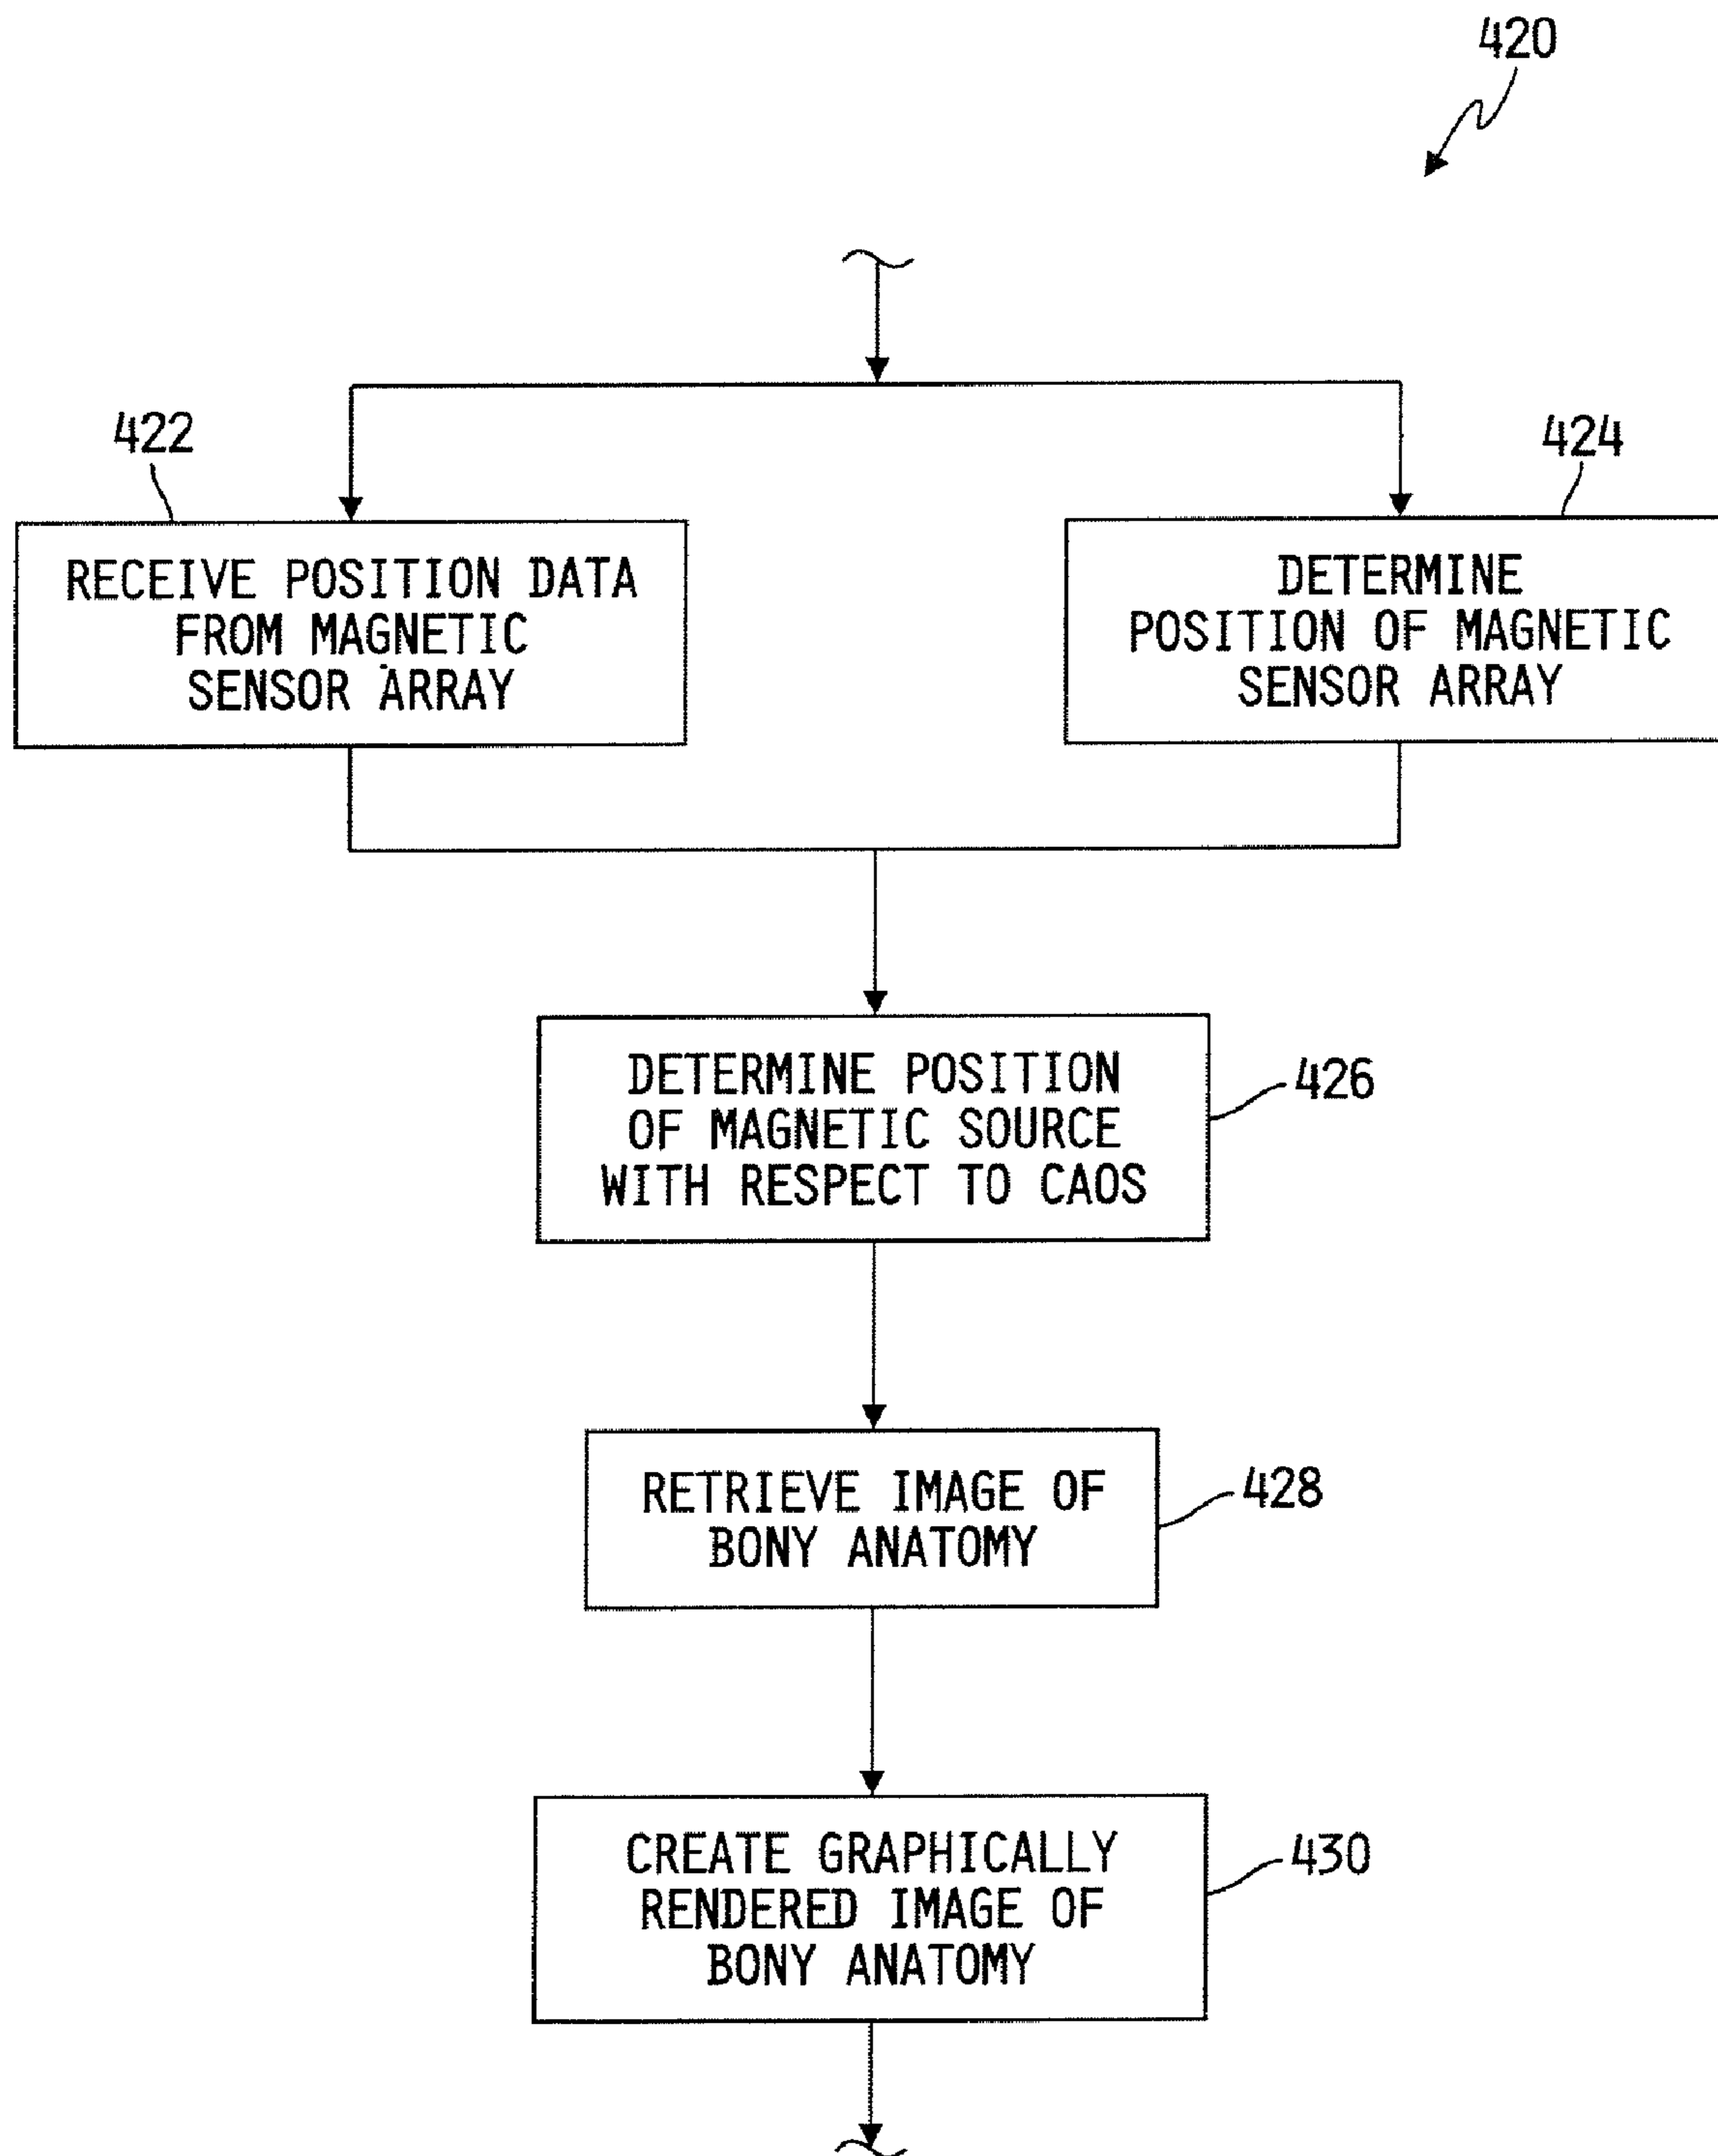 420
422
424
RECEIVE POSITION DATA
FROM MAGNETIC
SENSOR ARRAY
DETERMINE
POSITION OF MAGNETIC
SENSOR ARRAY
DETERMINE POSITION
OF MAGNETIC SOURCE
WITH RESPECT TO CAOS
426
RETRIEVE IMAGE OF
BONY ANATOMY
428
CREATE GRAPHICALLY
RENDERED IMAGE OF
BONY ANATOMY
430